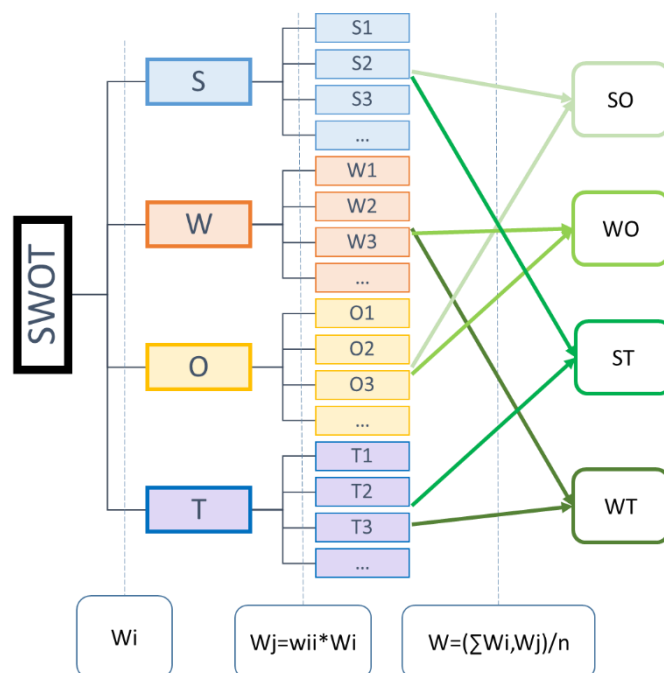 SWOT
S
S1
S2
S3
...
W
W1
W2
W3
...
O
O1
O2
O3
...
T
T1
T2
T3
...
SO
WO
ST
WT
Wi
Wj=wii*Wi
W=(∑Wi,Wj)/n